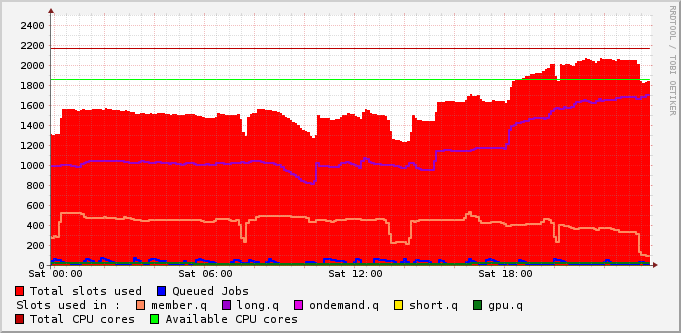 RRDTOOL / TOBI OETIKER
2400
2200
2000
1800
1600
1400
1200
1000
800
600
400
200
0
Sat 00:00 Sat 06:00 Sat 12:00 Sat 18:00
Total slots used Queued Jobs
Slots used in : member.q long.q ondemand.q short.q gpu.q
Total CPU cores Available CPU cores